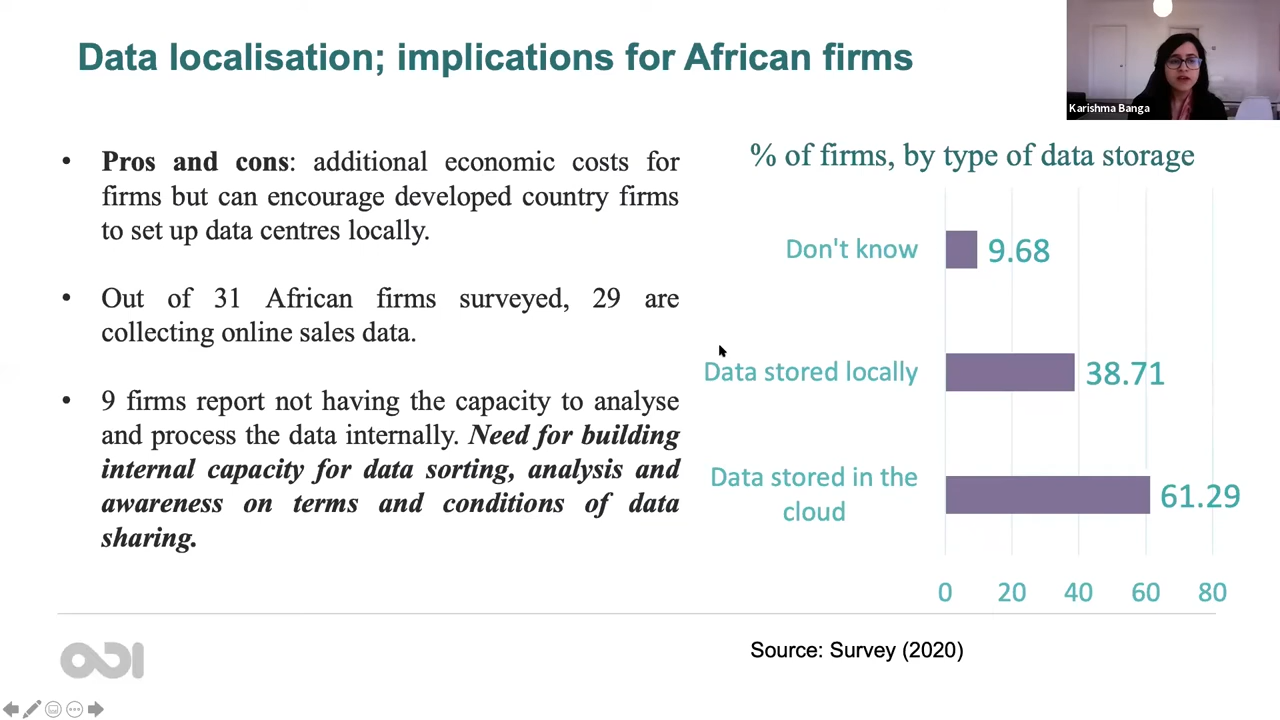 Data localisation; implications for African firms
Karishma Banga
• Pros and cons: additional economic costs for
firms but can encourage developed country firms
to set up data centres locally.
• Out of 31 African firms surveyed, 29 are
collecting online sales data.
• 9 firms report not having the capacity to analyse
and process the data internally. Need for building
internal capacity for data sorting, analysis and
awareness on terms and conditions of data
sharing.
% of firms, by type of data storage
Don't know
9.68
Data stored locally
38.71
Data stored in the
cloud
61.29
0 20 40 60 80
ODI
Source: Survey (2020)